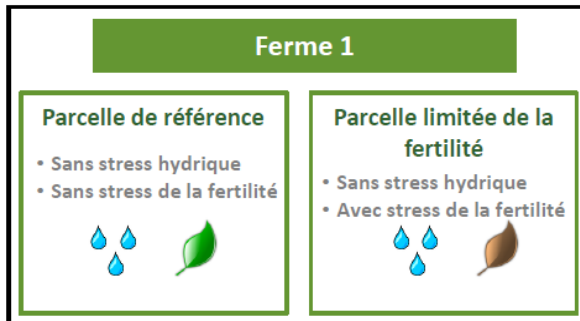 Ferme 1
Parcelle de référence
• Sans stress hydrique
• Sans stress de la fertilité
Parcelle limitée de la
fertilité
• Sans stress hydrique
• Avec stress de la fertilité